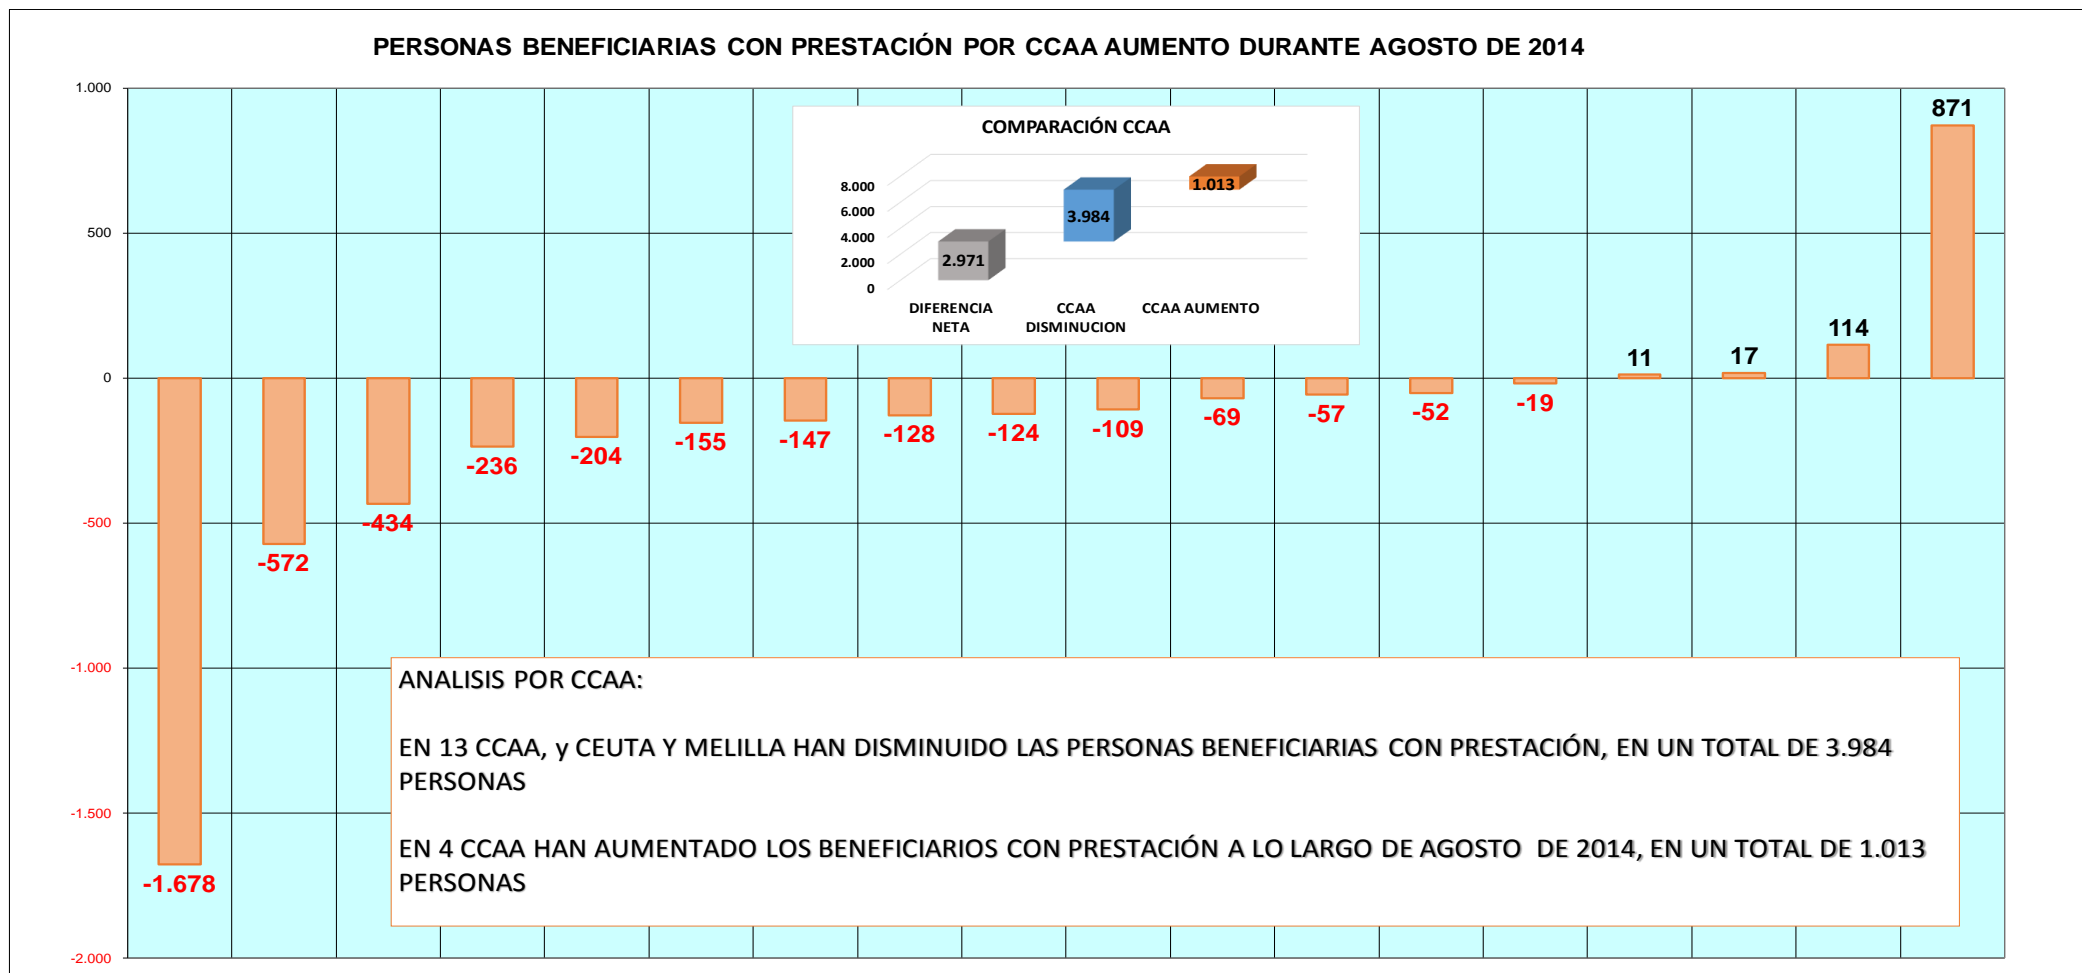 PERSONAS BENEFICIARIAS CON PRESTACIÓN POR CCAA AUMENTO DURANTE AGOSTO DE 2014
1.000
500
0
-500
-1.000
-1.500
-2.000
COMPARACIÓN CCAA
8.000
6.000
4.000
2.000
0
2.971
3.984
1.013
DIFERENCIA
NETA
CCAA
DISMINUCION
CCAA AUMENTO
-1.678
-572
-434
-236
-204
-155
-147
-128
-124
-109
-69
-57
-52
-19
11
17
114
871
ANALISIS POR CCAA:
EN 13 CCAA, y CEUTA Y MELILLA HAN DISMINUIDO LAS PERSONAS BENEFICIARIAS CON PRESTACIÓN, EN UN TOTAL DE 3.984
PERSONAS
EN 4 CCAA HAN AUMENTADO LOS BENEFICIARIOS CON PRESTACIÓN A LO LARGO DE AGOSTO  DE 2014, EN UN TOTAL DE 1.013
PERSONAS